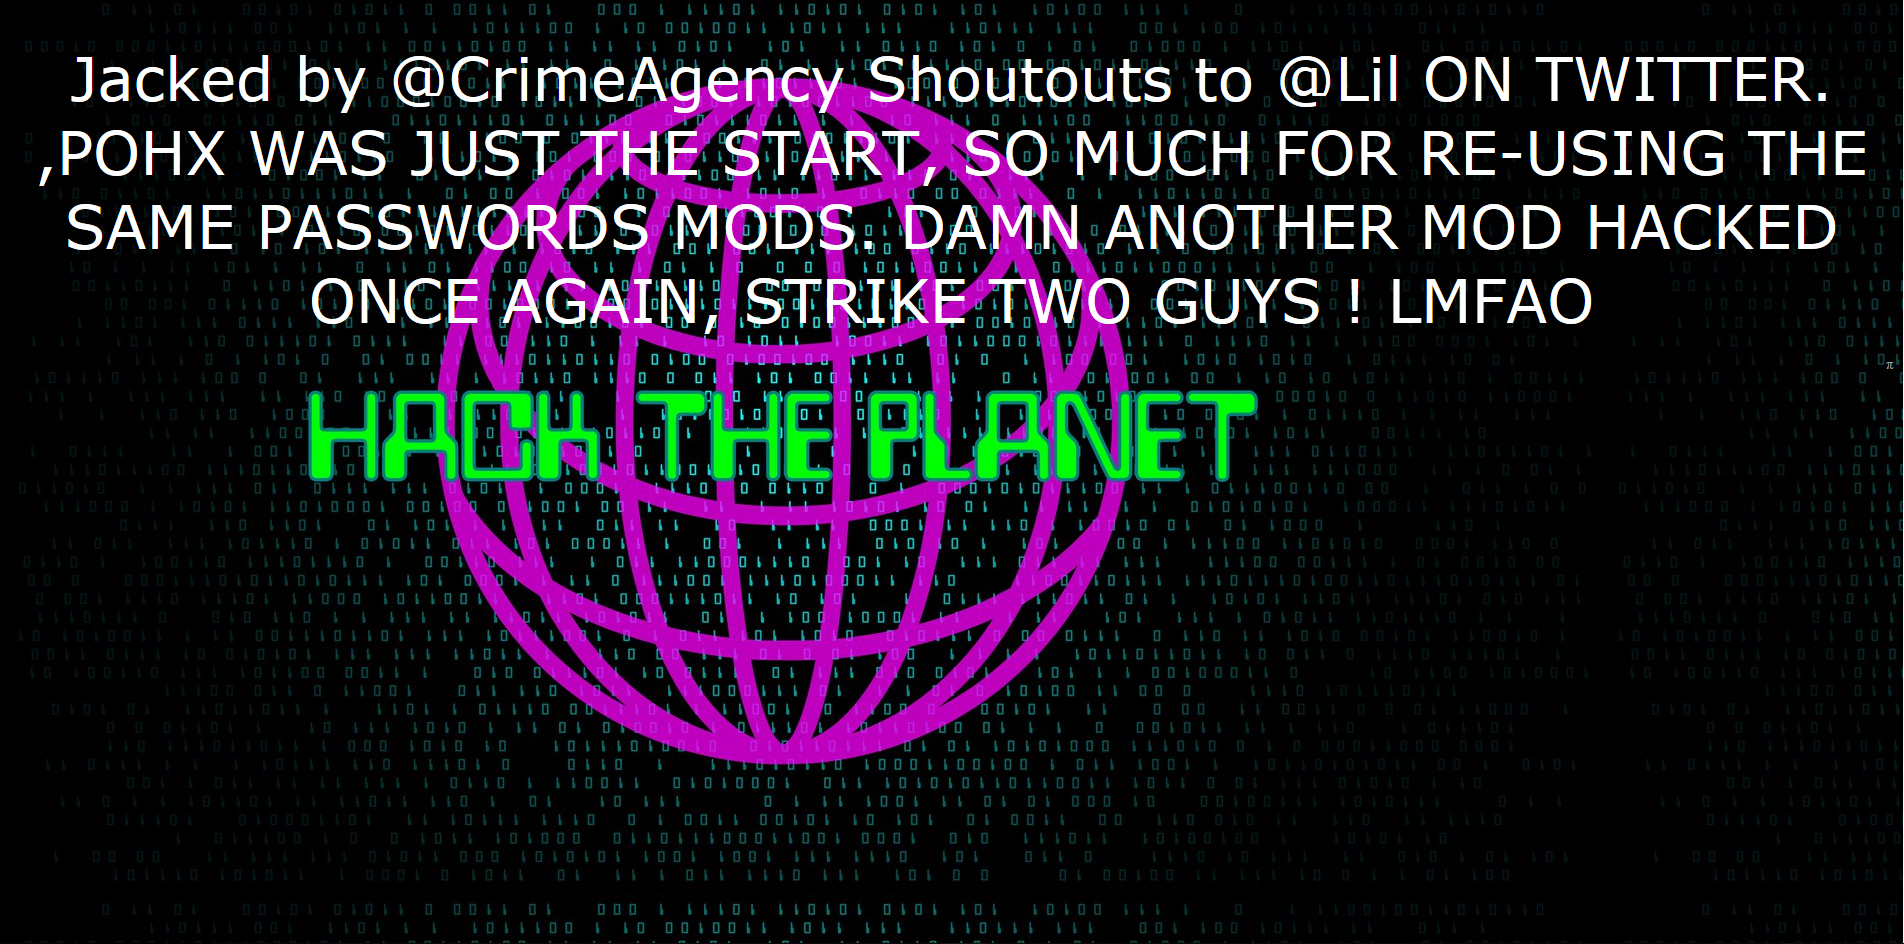 Jacked by @CrimeAgency Shoutouts to @Lil ON TWITTER.
,POHX WAS JUST THE START, SO MUCH FOR RE-USING THE
SAME PASSWORDS MODS. DAMN ANOTHER MOD HACKED
ONCE AGAIN, STRIKE TWO GUYS ! LMFAO
π
HACK THE PLANET